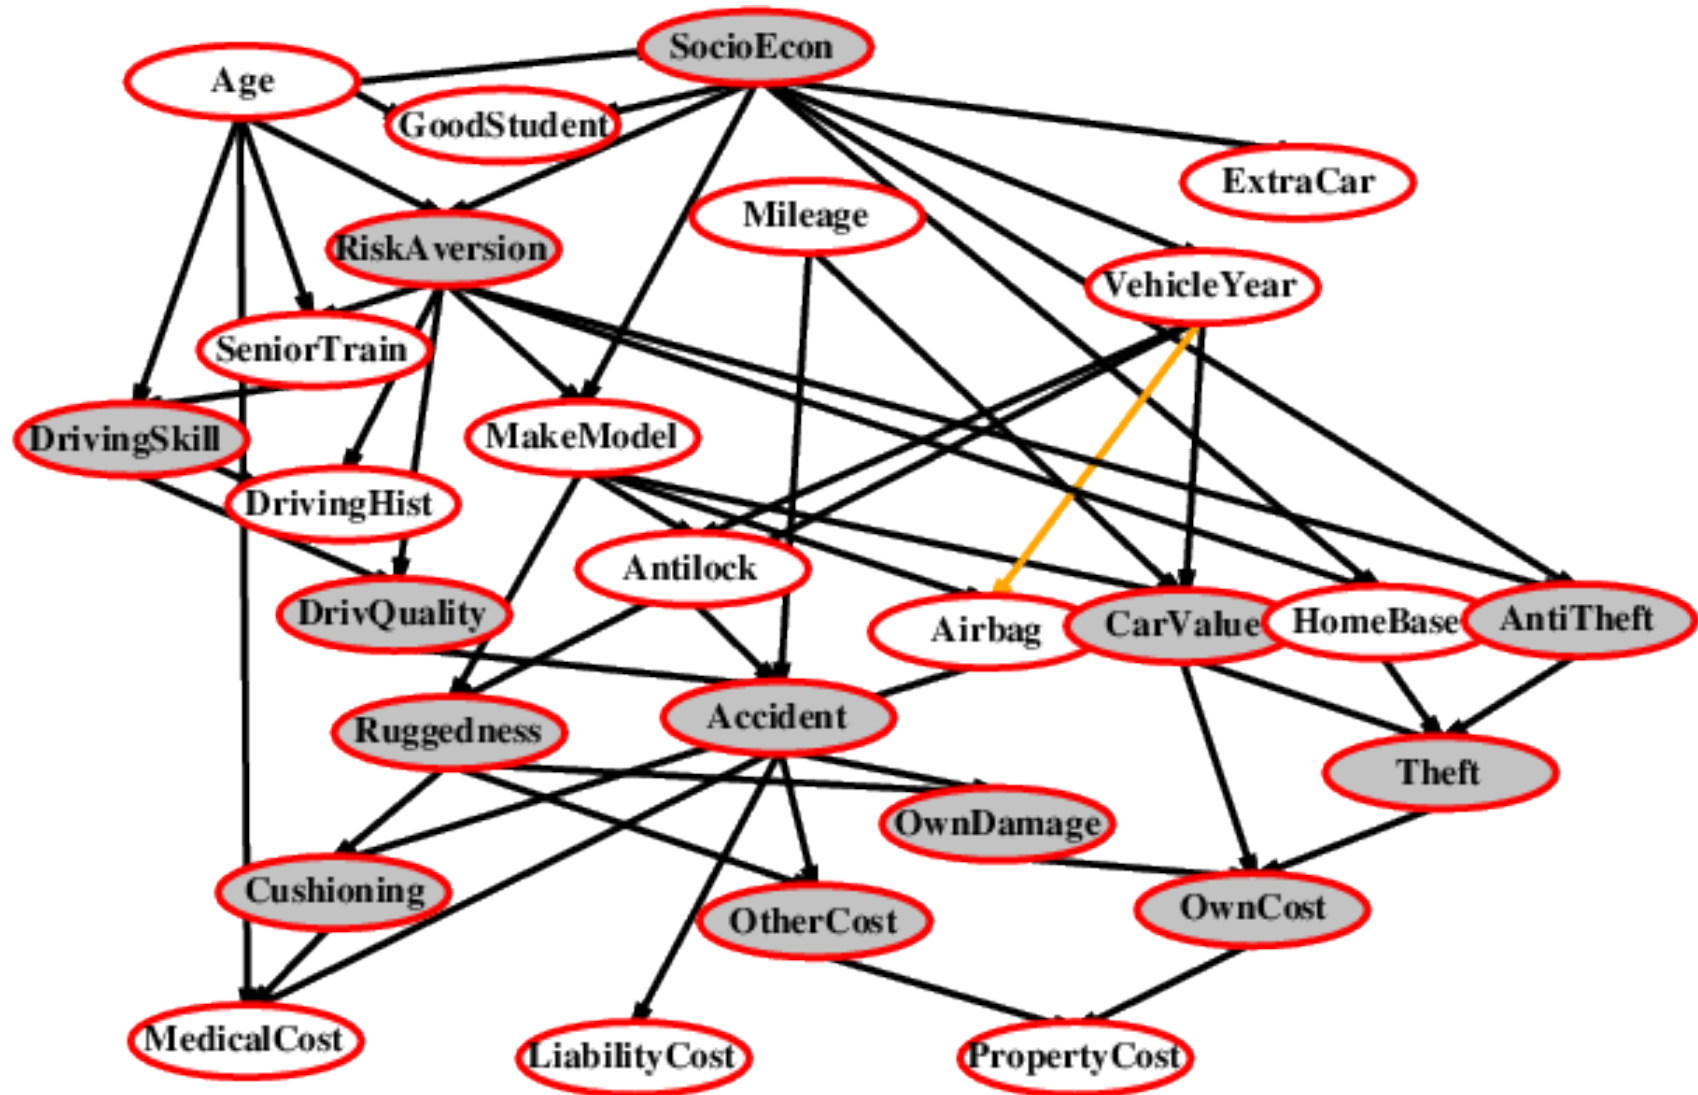 SocioEcon
Age
GoodStudent
ExtraCar
Mileage
RiskAversion
VehicleYear
SeniorTrain
DrivingSkill
MakeModel
DrivingHist
Antilock
DrivQuality
Airbag
CarValue
HomeBase
AntiTheft
Ruggedness
Accident
Theft
OwnDamage
Cushioning
OtherCost
OwnCost
MedicalCost
LiabilityCost
PropertyCost